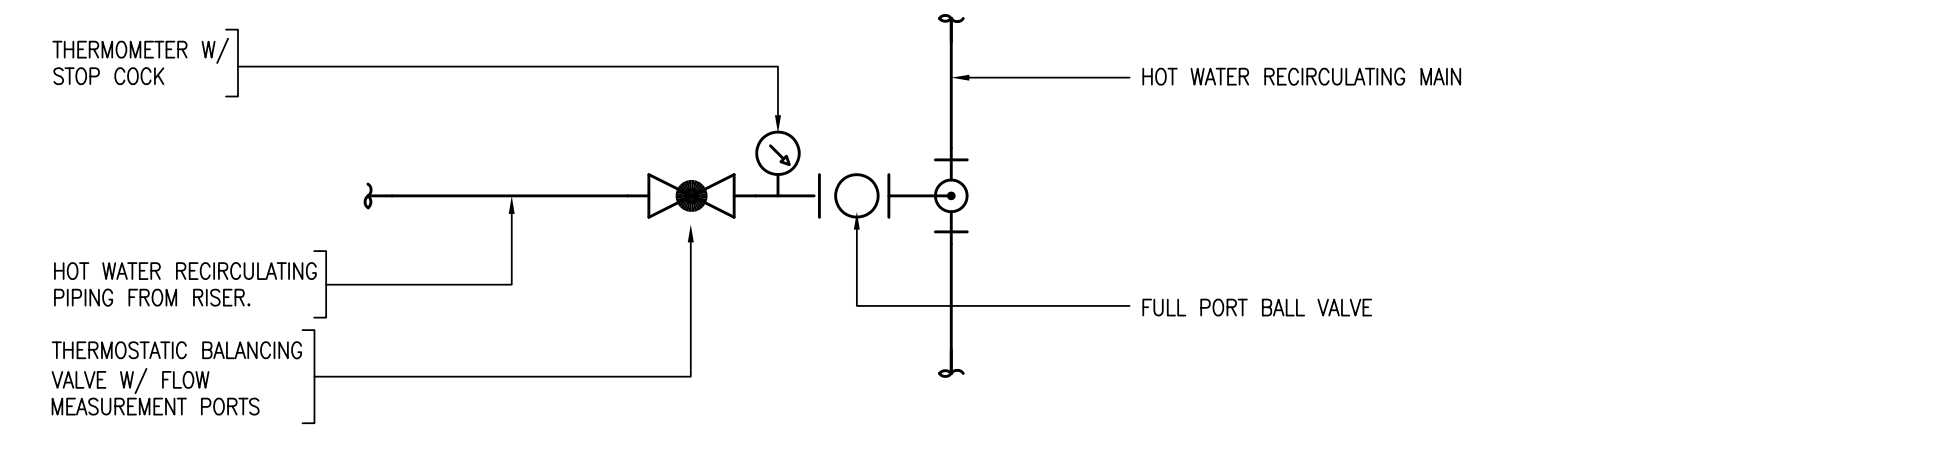 THERMOMETER W/
STOP COCK
HOT WATER RECIRCULATING MAIN
HOT WATER RECIRCULATING
PIPING FROM RISER.
FULL PORT BALL VALVE
THERMOSTATIC BALANCING
VALVE W/ FLOW
MEASUREMENT PORTS